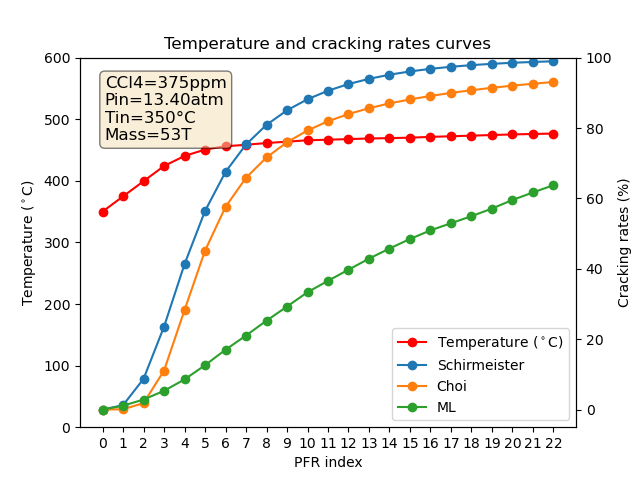 Temperature and cracking rates curves
CCl4=375ppm
Pin=13.40atm
Tin=350°C
Mass=53T
600
500
400
300
200
100
0
Temperature (°C)
100
80
60
40
20
0
Cracking rates (%)
Temperature (°C)
Schirmeister
Choi
ML
0 1 2 3 4 5 6 7 8 9 10 11 12 13 14 15 16 17 18 19 20 21 22
PFR index